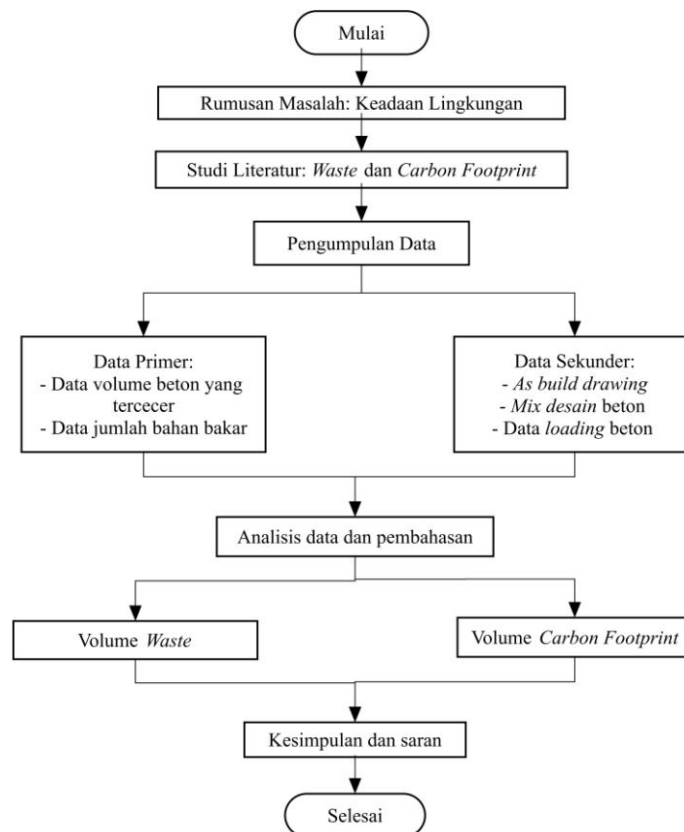 Mulai
Rumusan Masalah: Keadaan Lingkungan
Studi Literatur: Waste dan Carbon Footprint
Pengumpulan Data
Data Primer:
- Data volume beton yang
tercecer
- Data jumlah bahan bakar
Data Sekunder:
- As build drawing
- Mix desain beton
- Data loading beton
Analisis data dan pembahasan
Volume Waste
Volume Carbon Footprint
Kesimpulan dan saran
Selesai